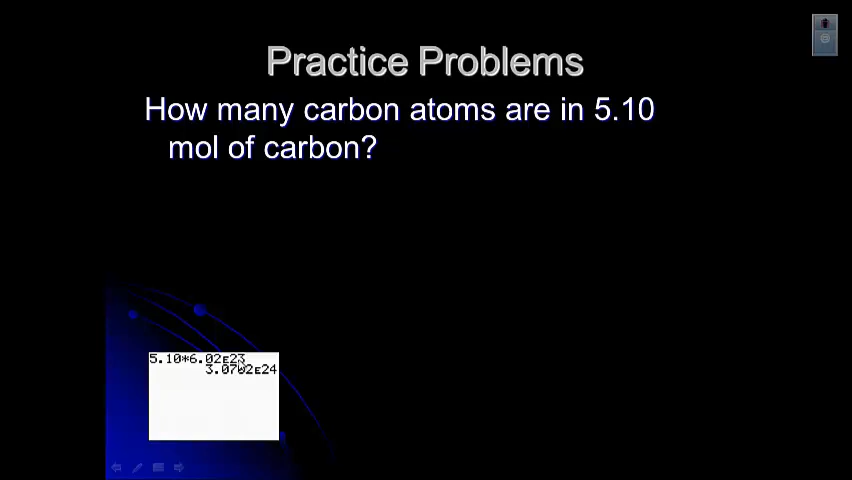 Practice Problems
How many carbon atoms are in 5.10
mol of carbon?
5.10*6.02E23
3.0702E24